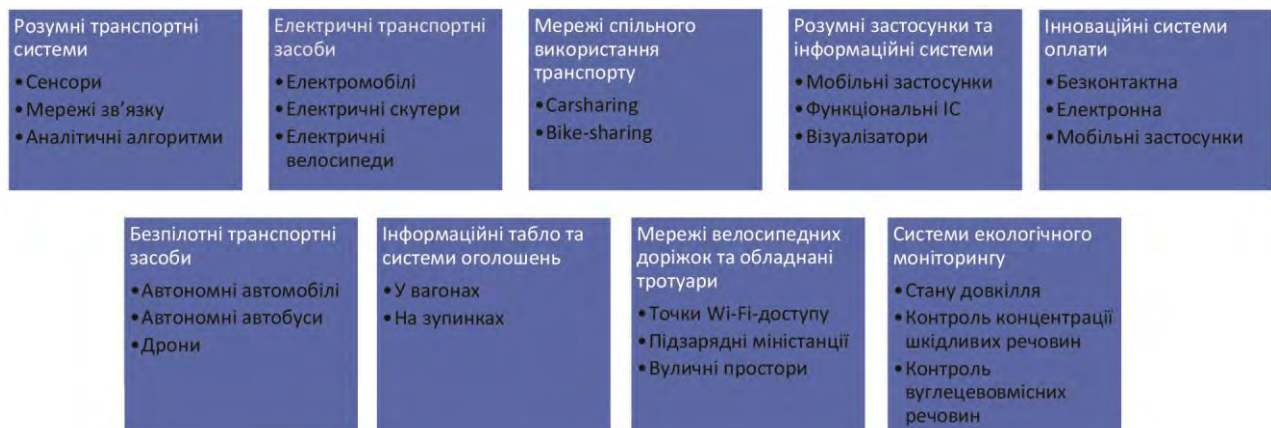 Розумні транспортні
системи
•Сенсори
•Мережі зв’язку
•Аналітичні алгоритми
Електричні транспортні
засоби
•Електромобілі
•Електричні скутери
•Електричні
велосипеди
Мережі спільного
використання
транспорту
•Carsharing
•Bike-sharing
Розумні застосунки та
інформаційні системи
•Мобільні застосунки
•Функціональні ІС
•Візуалізатори
Інноваційні системи
оплати
•Безконтактна
•Електронна
•Мобільні застосунки
Безпілотні транспортні
засоби
•Автономні автомобілі
•Автономні автобуси
•Дрони
Інформаційні табло та
системи оголошень
•У вагонах
•На зупинках
Мережі велосипедних
доріжок та обладнані
тротуари
•Точки Wi-Fi-доступу
•Підзарядні міністанції
•Вуличні простори
Системи екологічного
моніторингу
•Стану довкілля
•Контроль концентрації
шкідливих речовин
•Контроль
вуглецевовмісних
речовин